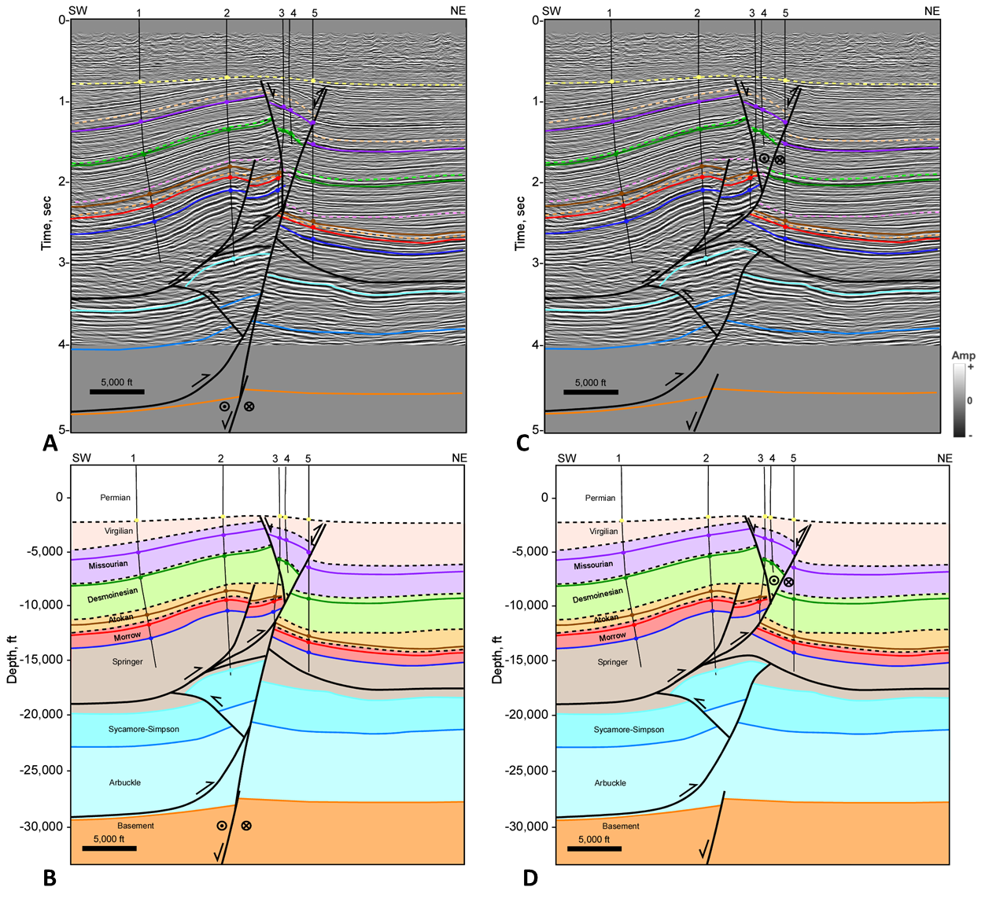 SW 1 2 3 4 5 NE
0-
1-
2-
3-
4-
5-
Time, sec
5,000 ft
A
SW 1 2 3 4 5 NE
0-
1-
2-
3-
4-
5-
Time, sec
5,000 ft
C
Amp
+
0
-
SW 1 2 3 4 5 NE
0
-5,000
-10,000
-15,000
-20,000
-25,000
-30,000
Depth, ft
Permian
Virgilian
Missourian
Desmoinesian
Atokan
Morrow
Springer
Sycamore-Simpson
Arbuckle
Basement
5,000 ft
B
SW 1 2 3 4 5 NE
0
-5,000
-10,000
-15,000
-20,000
-25,000
-30,000
Depth, ft
Permian
Virgilian
Missourian
Desmoinesian
Atokan
Morrow
Springer
Sycamore-Simpson
Arbuckle
Basement
5,000 ft
D